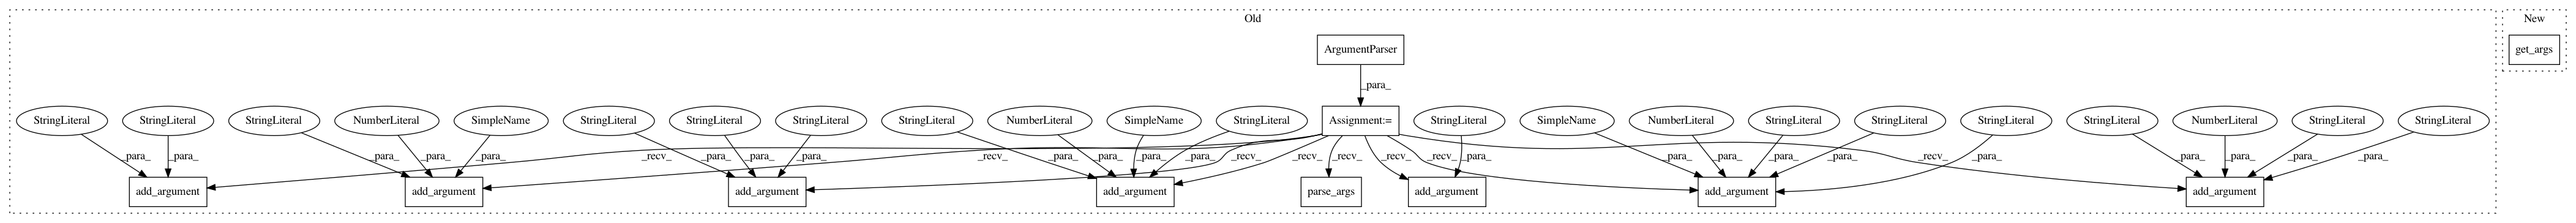 Old
New
ArgumentParser
get_args
_para_
StringLiteral
StringLiteral
StringLiteral
NumberLiteral
SimpleName
StringLiteral
StringLiteral
StringLiteral
StringLiteral
NumberLiteral
SimpleName
StringLiteral
Assignment:=
StringLiteral
SimpleName
NumberLiteral
StringLiteral
StringLiteral
StringLiteral
StringLiteral
NumberLiteral
StringLiteral
StringLiteral
_para_
_para_
_recv_
_para_
_para_
_para_
_recv_
_para_
_para_
_para_
_recv_
_para_
_para_
_para_
_para_
_recv_
_recv_
_recv_
_para_
_recv_
_para_
_para_
_para_
_para_
_para_
_recv_
_para_
_para_
_para_
_para_
add_argument
add_argument
add_argument
add_argument
parse_args
add_argument
add_argument
add_argument